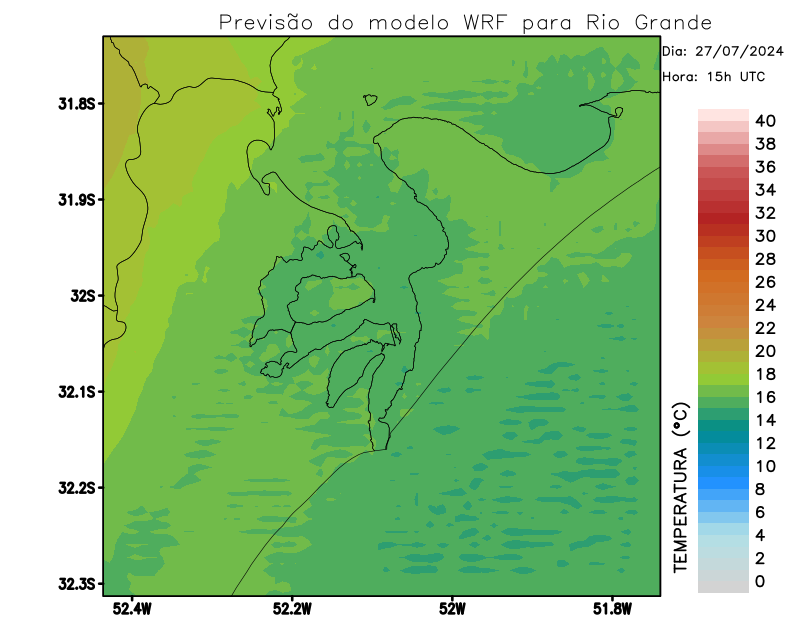 Previsão do modelo WRF para Rio Grande
Dia: 27/07/2024
Hora: 15h UTC
31.8S
31.9S
32S
32.1S
32.2S
32.3S
52.4W
52.2W
52W
51.8W
TEMPERATURA (°C)
40
38
36
34
32
30
28
26
24
22
20
18
16
14
12
10
8
6
4
2
0